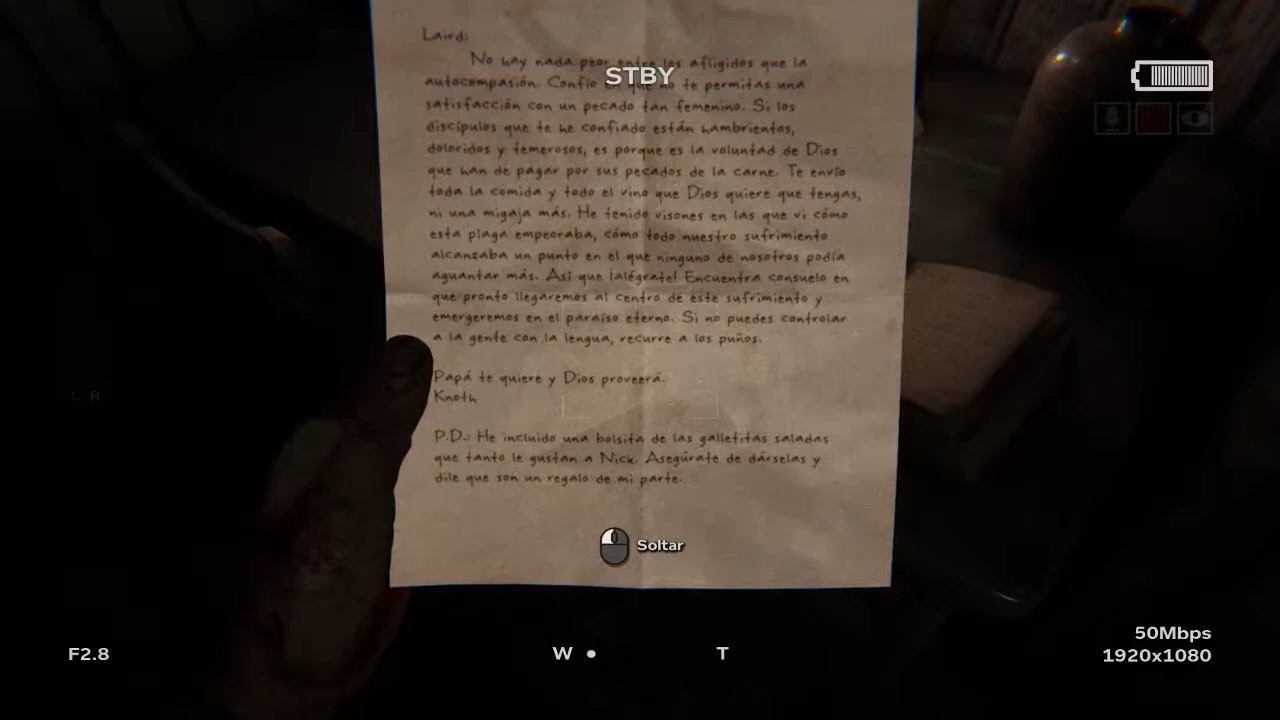 Laird:
No hay nada peor entre los afligidos que la
STBY
autocompasión. Confío en que no te permitas una
satisfacción con un pecado tan femenino. Si los
discípulos que te he confiado están hambrientos,
doloridos y temerosos, es porque es la voluntad de Dios
que han de pagar por sus pecados de la carne. Te envío
toda la comida y todo el vino que Dios quiere que tengas,
ni una migaja más. He tenido visones en las que vi cómo
esta plaga empeoraba, cómo todo nuestro sufrimiento
alcanzaba un punto en el que ninguno de nosotros podía
aguantar más. Así que ¡alégrate! Encuentra consuelo en
que pronto llegaremos al centro de este sufrimiento y
emergeremos en el paraíso eterno. Si no puedes controlar
a la gente con la lengua, recurre a los puños.
Papá te quiere y Dios proveerá.
Knoth
L R
P.D.: He incluido una bolsita de las galletitas saladas
que tanto le gustan a Nick. Asegúrate de dárselas y
dile que son un regalo de mi parte.
Soltar
50Mbps
F2.8 W T 1920x1080